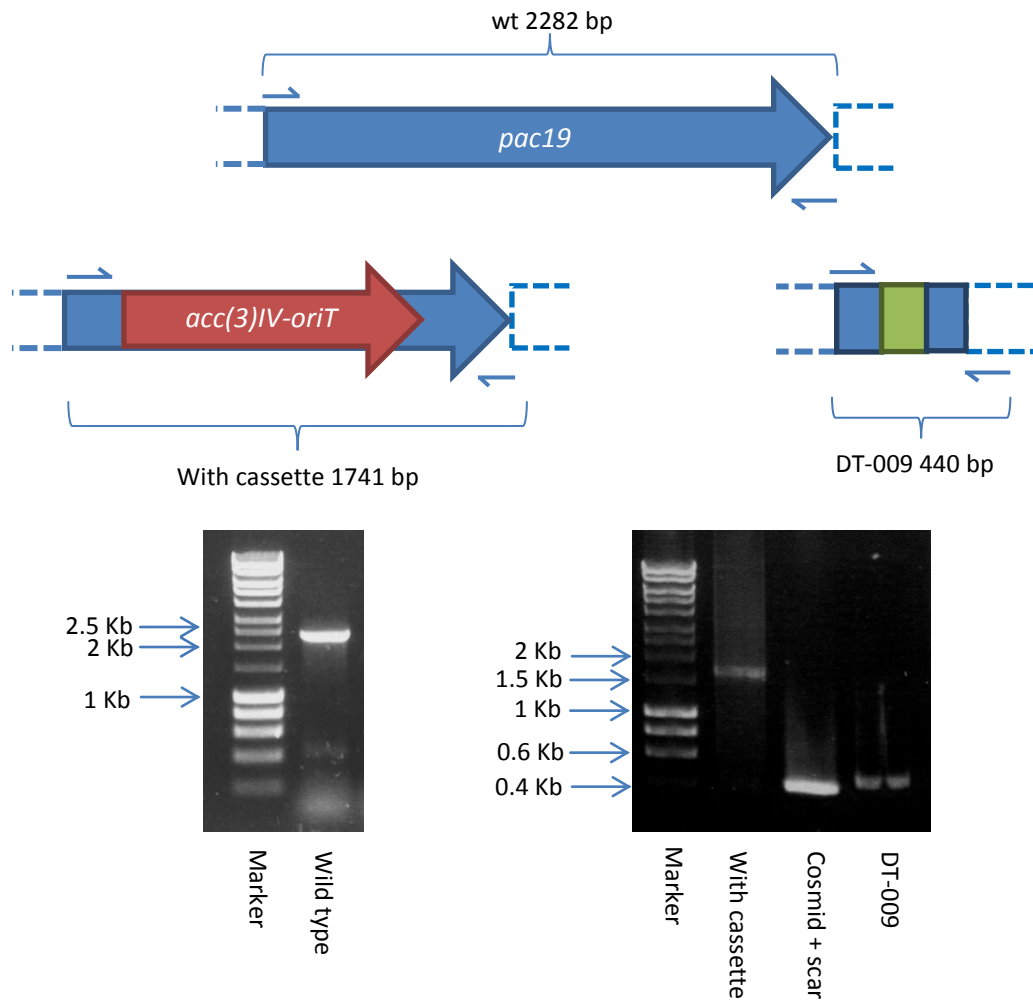 wt 2282 bp
pac19
acc(3)IV-oriT
With cassette 1741 bp
DT-009 440 bp
2.5 Kb
2 Kb
1 Kb
Marker
Wild type
2 Kb
1.5 Kb
1 Kb
0.6 Kb
0.4 Kb
Marker
With cassette
Cosmid + scar
DT-009